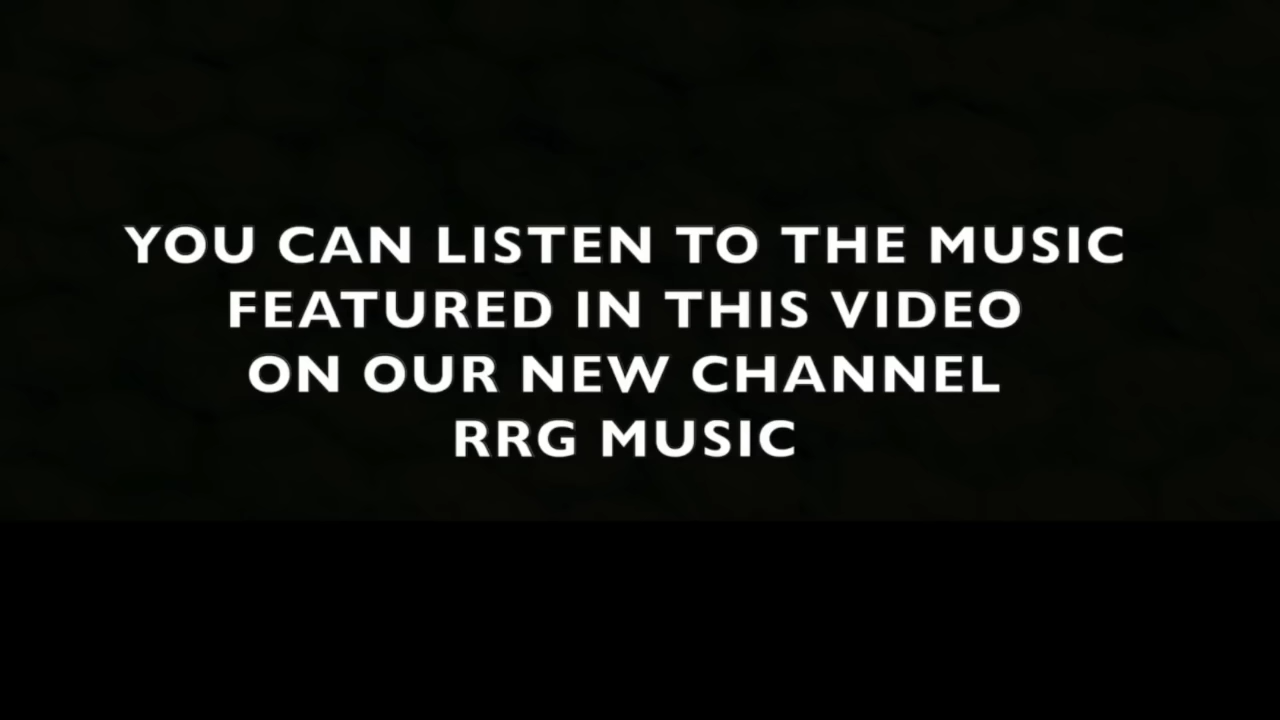 YOU CAN LISTEN TO THE MUSIC
FEATURED IN THIS VIDEO
ON OUR NEW CHANNEL
RRG MUSIC